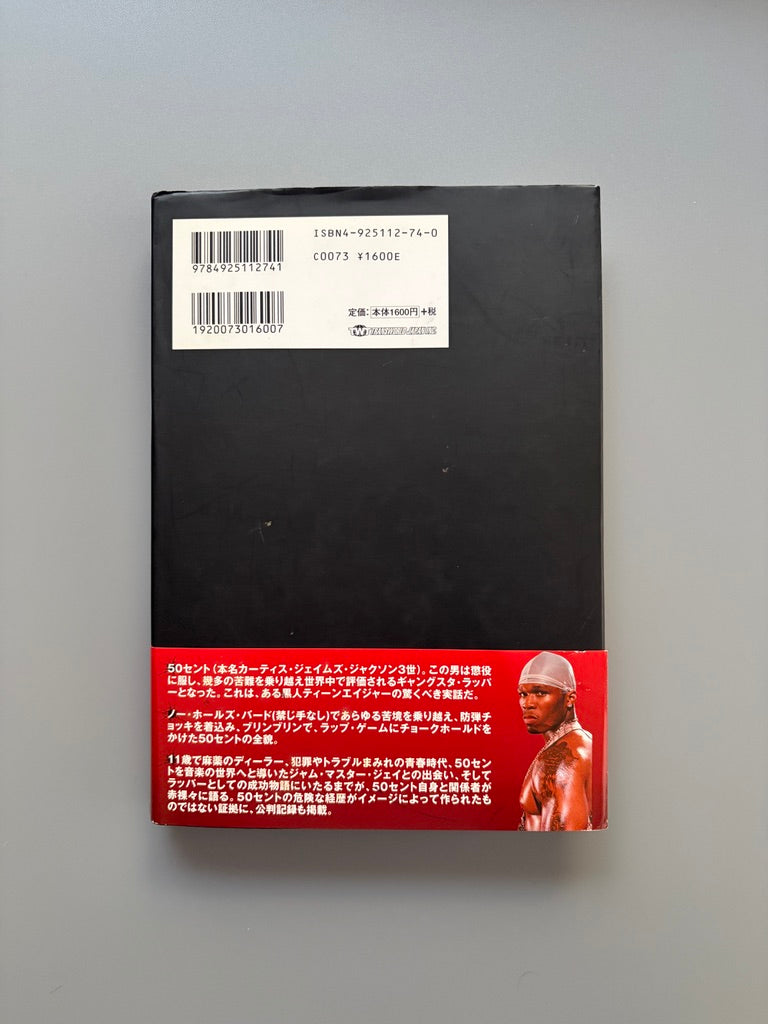 ISBN4-925112-74-0
9784925112741
C0073 ¥1600E
1920073016007
定価：本体1600円＋税
TWJ TRANSWORLD JAPAN INC.
50セント（本名カーティス・ジェイムズ・ジャクソン3世）。この男は懲役
に服し、幾多の苦難を乗り越え世界中で評価されるギャングスタ・ラッパ
ーとなった。これは、ある黒人ティーンエイジャーの驚くべき実話だ。
ノー・ホールズ・バード（禁じ手なし）であらゆる苦境を乗り越え、防弾チ
ョッキを着込み、ブリンブリンで、ラップ・ゲームにチョークホールドを
かけた50セントの全貌。
11歳で麻薬のディーラー、犯罪やトラブルまみれの青春時代、50セン
トを音楽の世界へと導いたジャム・マスター・ジェイとの出会い、そして
ラッパーとしての成功物語にいたるまでが、50セント自身と関係者が
赤裸々に語る。50セントの危険な経歴がイメージによって作られたも
のではない証拠に、公判記録も掲載。